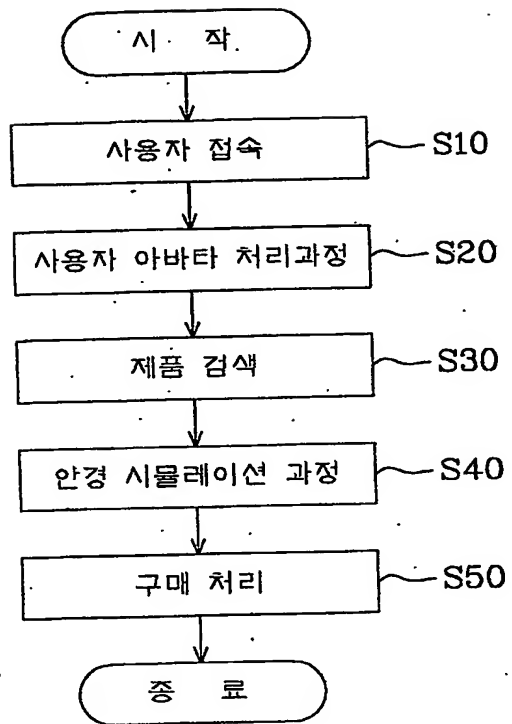 시 작
사용자 접속 S10
사용자 아바타 처리과정 S20
제품 검색 S30
안경 시뮬레이션 과정 S40
구매 처리 S50
종 료